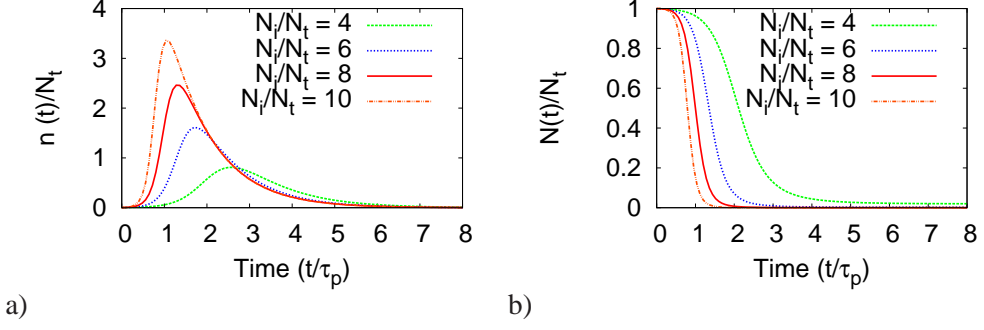 n (t)/N_t
4
3
2
1
0
0 1 2 3 4 5 6 7 8
Time (t/τ_p)
N_i/N_t = 4
N_i/N_t = 6
N_i/N_t = 8
N_i/N_t = 10
a)
N(t)/N_t
1
0.8
0.6
0.4
0.2
0
0 1 2 3 4 5 6 7 8
Time (t/τ_p)
N_i/N_t = 4
N_i/N_t = 6
N_i/N_t = 8
N_i/N_t = 10
b)